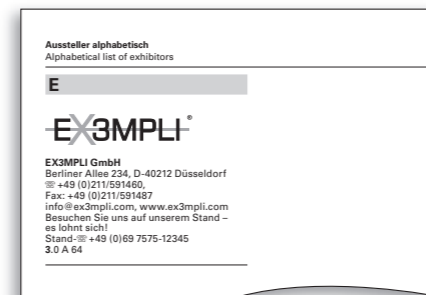 Aussteller alphabetisch
Alphabetical list of exhibitors
E
EX3MPLI®
EX3MPLI GmbH
Berliner Allee 234, D-40212 Düsseldorf
☏ +49 (0)211/591460,
Fax: +49 (0)211/591487
info@ex3mpli.com, www.ex3mpli.com
Besuchen Sie uns auf unserem Stand –
es lohnt sich!
Stand-☏ +49 (0)69 7575-12345
3.0 A 64